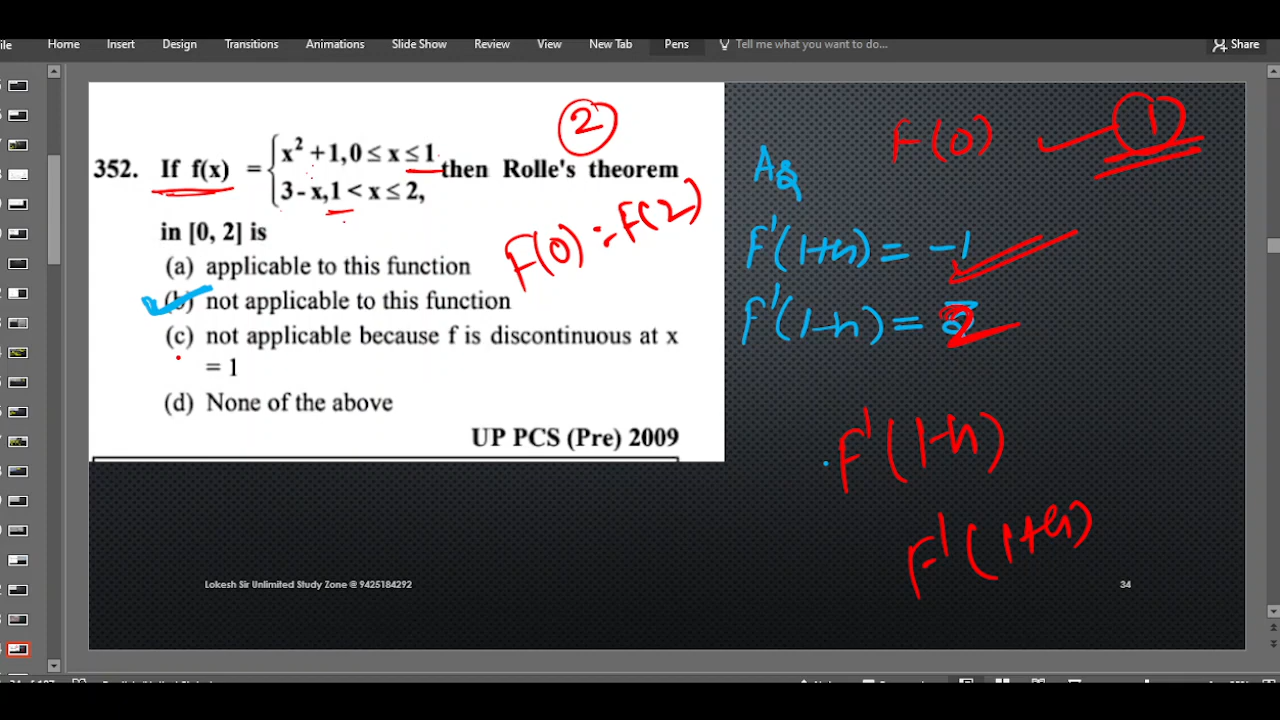 File
Home Insert Design Transitions Animations Slide Show Review View New Tab Pens Tell me what you want to do... Share
352. If f(x) = { x² + 1, 0 ≤ x ≤ 1
3 - x, 1 < x ≤ 2,
then Rolle's theorem
in [0, 2] is
(a) applicable to this function
(b) not applicable to this function
(c) not applicable because f is discontinuous at x
= 1
(d) None of the above
UP PCS (Pre) 2009
2
F(0) = F(2)
F(0) 1
F'(1+h) = -1
F'(1-h) = 2
F'(1-h)
F'(1+h)
Lokesh Sir Unlimited Study Zone @ 9425184292
34